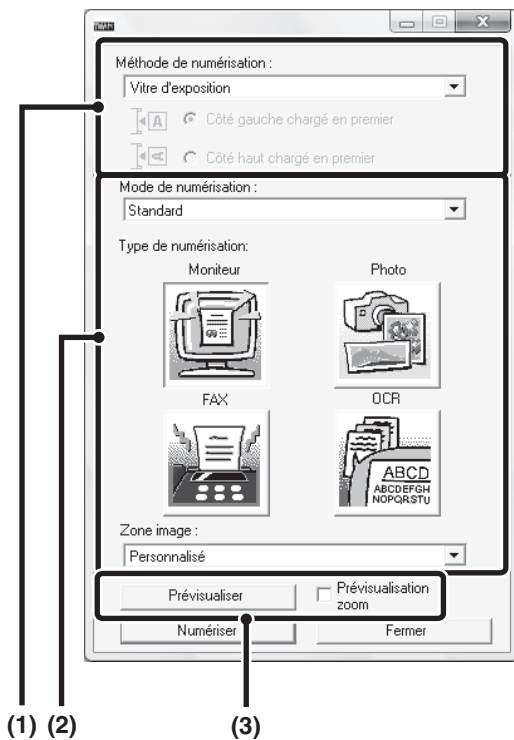 Méthode de numérisation :
Vitre d'exposition
A Côté gauche chargé en premier
A Côté haut chargé en premier
Mode de numérisation :
Standard
Type de numérisation:
Moniteur Photo
FAX OCR
ABCD
ABCDEFGH
NOPQRSTU
Zone image :
Personnalisé
Prévisualiser
Prévisualisation
zoom
Numériser Fermer
(1) (2) (3)